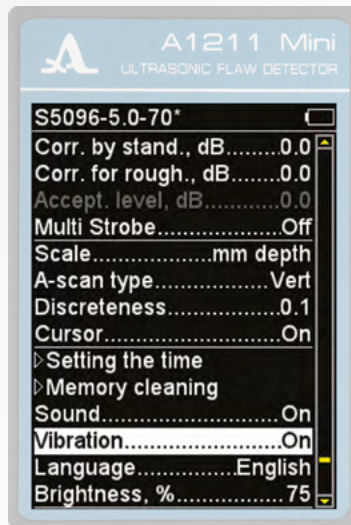 A1211 Mini
ULTRASONIC FLAW DETECTOR
S5096-5.0-70*
Corr. by stand., dB........0.0
Corr. for rough., dB.......0.0
Accept. level, dB............0.0
Multi Strobe..................Off
Scale.................mm depth
A-scan type................Vert
Discreteness.................0.1
Cursor..........................On
▷Setting the time
▷Memory cleaning
Sound...........................On
Vibration.......................On
Language..............English
Brightness, %.................75